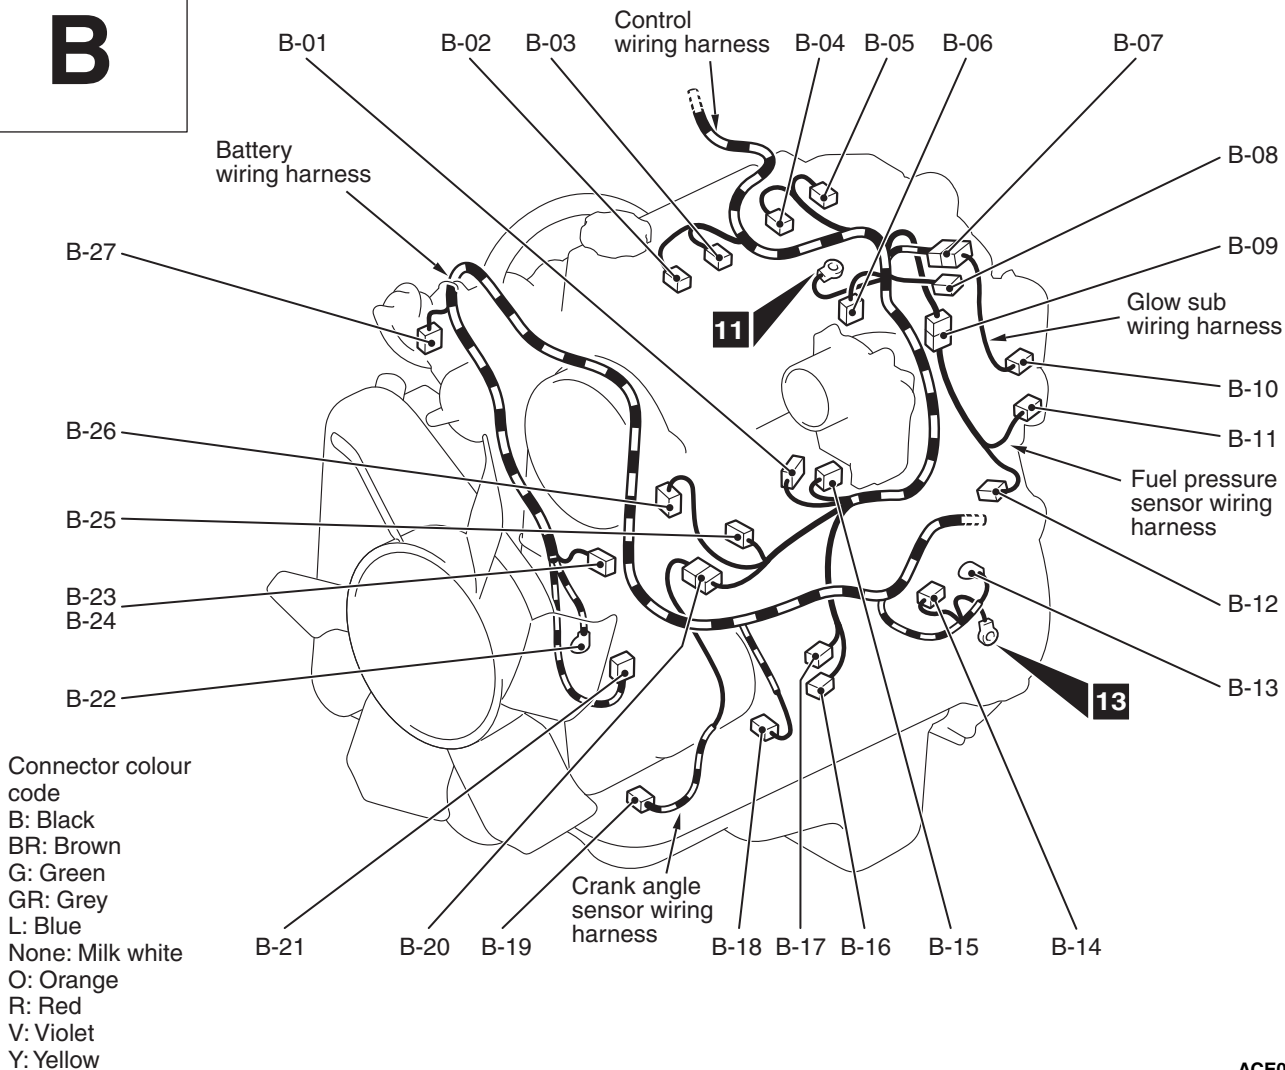 B
Control
wiring harness
B-01
B-02
B-03
B-04
B-05
B-06
B-07
Battery
wiring harness
B-08
B-27
B-09
Glow sub
wiring harness
11
B-10
B-26
B-11
Fuel pressure
sensor wiring
harness
B-25
B-23
B-24
B-12
B-22
B-13
13
Connector colour
code
B: Black
BR: Brown
G: Green
GR: Grey
L: Blue
None: Milk white
O: Orange
R: Red
V: Violet
Y: Yellow
Crank angle
sensor wiring
harness
B-21
B-20
B-19
B-18
B-17
B-16
B-15
B-14